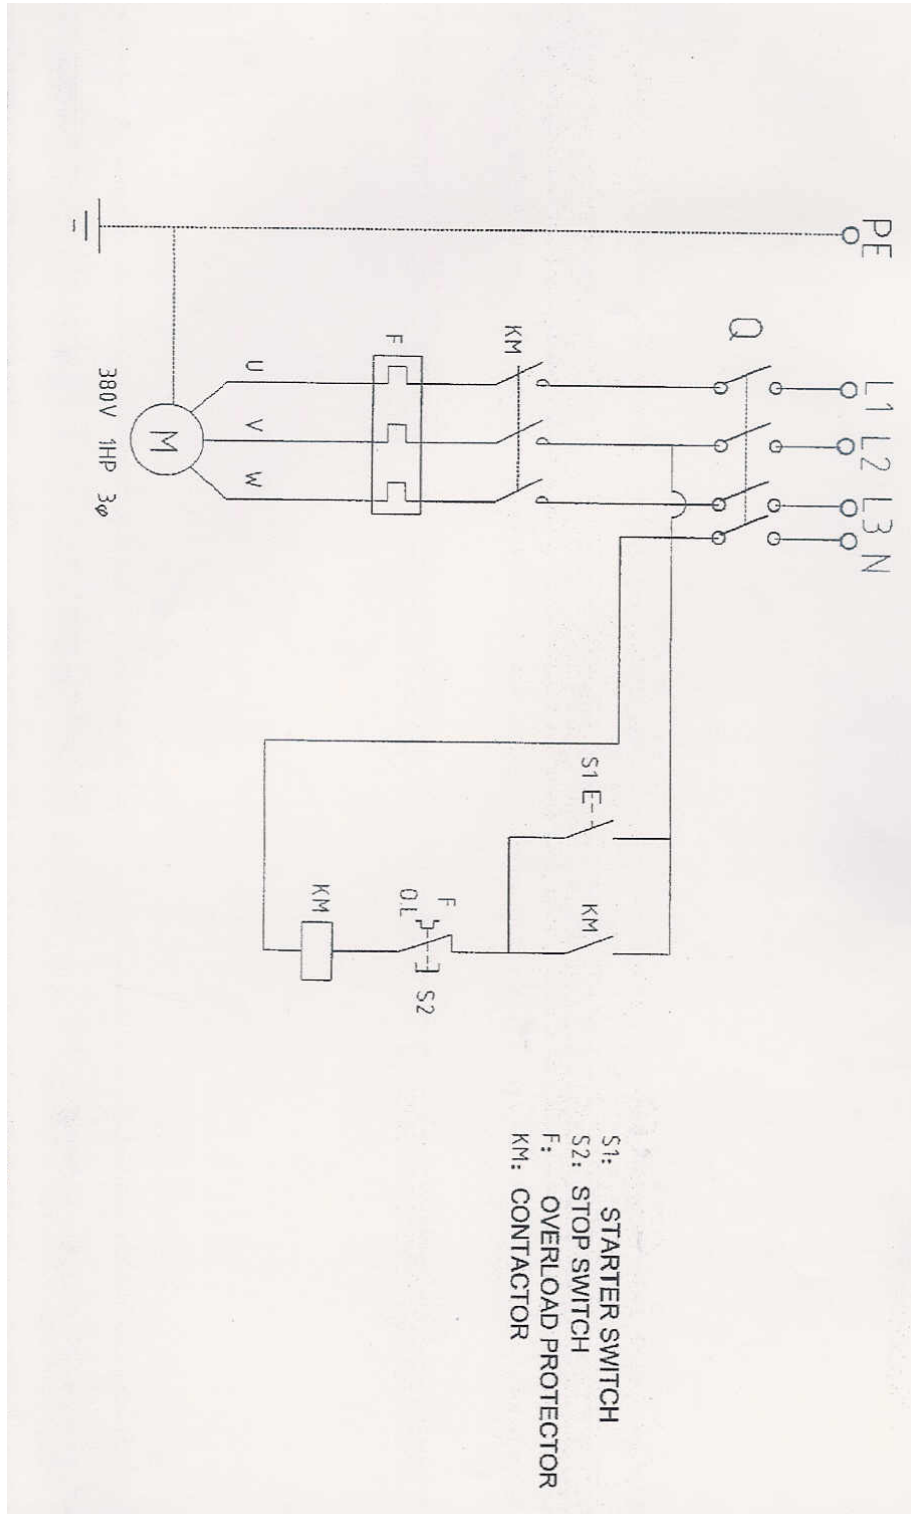 PE
L1
L2
L3
N
Q
KM
F
U
V
W
M
380V 1HP 3φ
S1
KM
F
O.L
S2
KM
S1: STARTER SWITCH
S2: STOP SWITCH
F: OVERLOAD PROTECTOR
KM: CONTACTOR